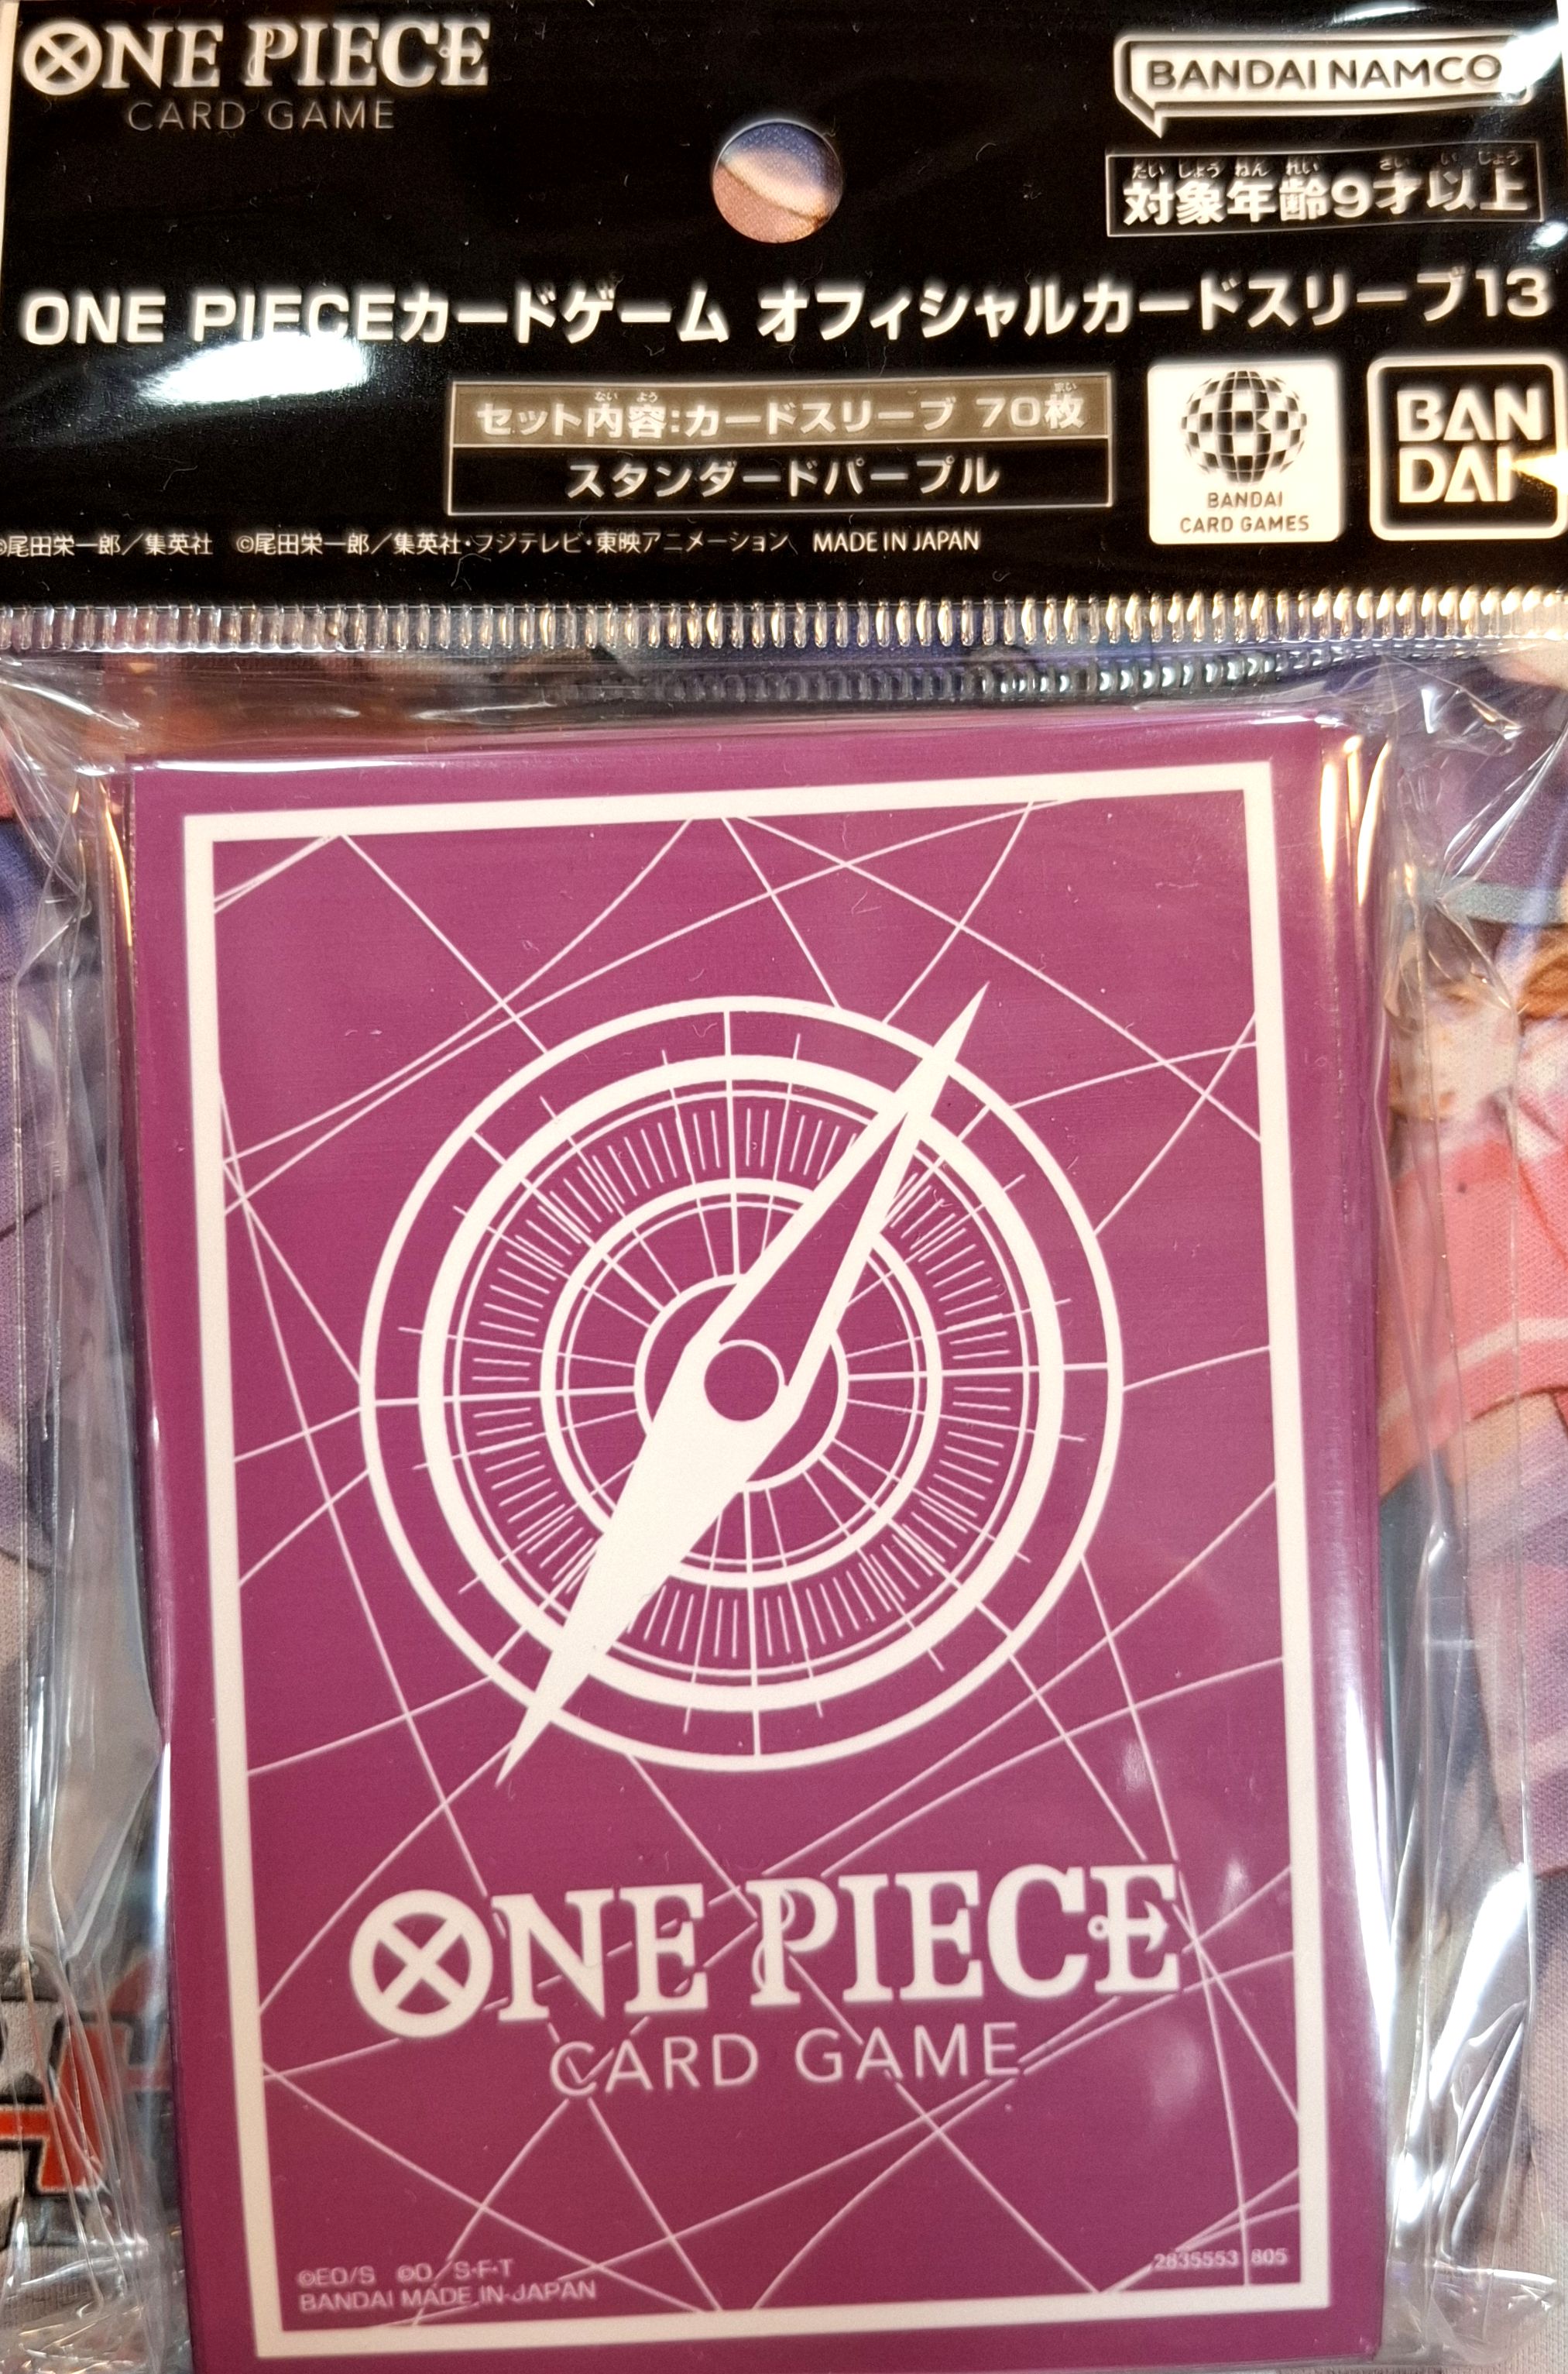 ONE PIECE
CARD GAME
BANDAI NAMCO
たいしょうねんれい さいいじょう
対象年齢9才以上
ONE PIECEカードゲーム オフィシャルカードスリーブ13
ないよう まい
セット内容:カードスリーブ 70枚
スタンダードパープル
BANDAI
CARD GAMES
BAN
DAI
©尾田栄一郎／集英社 ©尾田栄一郎／集英社・フジテレビ・東映アニメーション MADE IN JAPAN
ONE PIECE
CARD GAME
©EO/S ©O/S・F・T
BANDAI MADE IN JAPAN
2835553 805